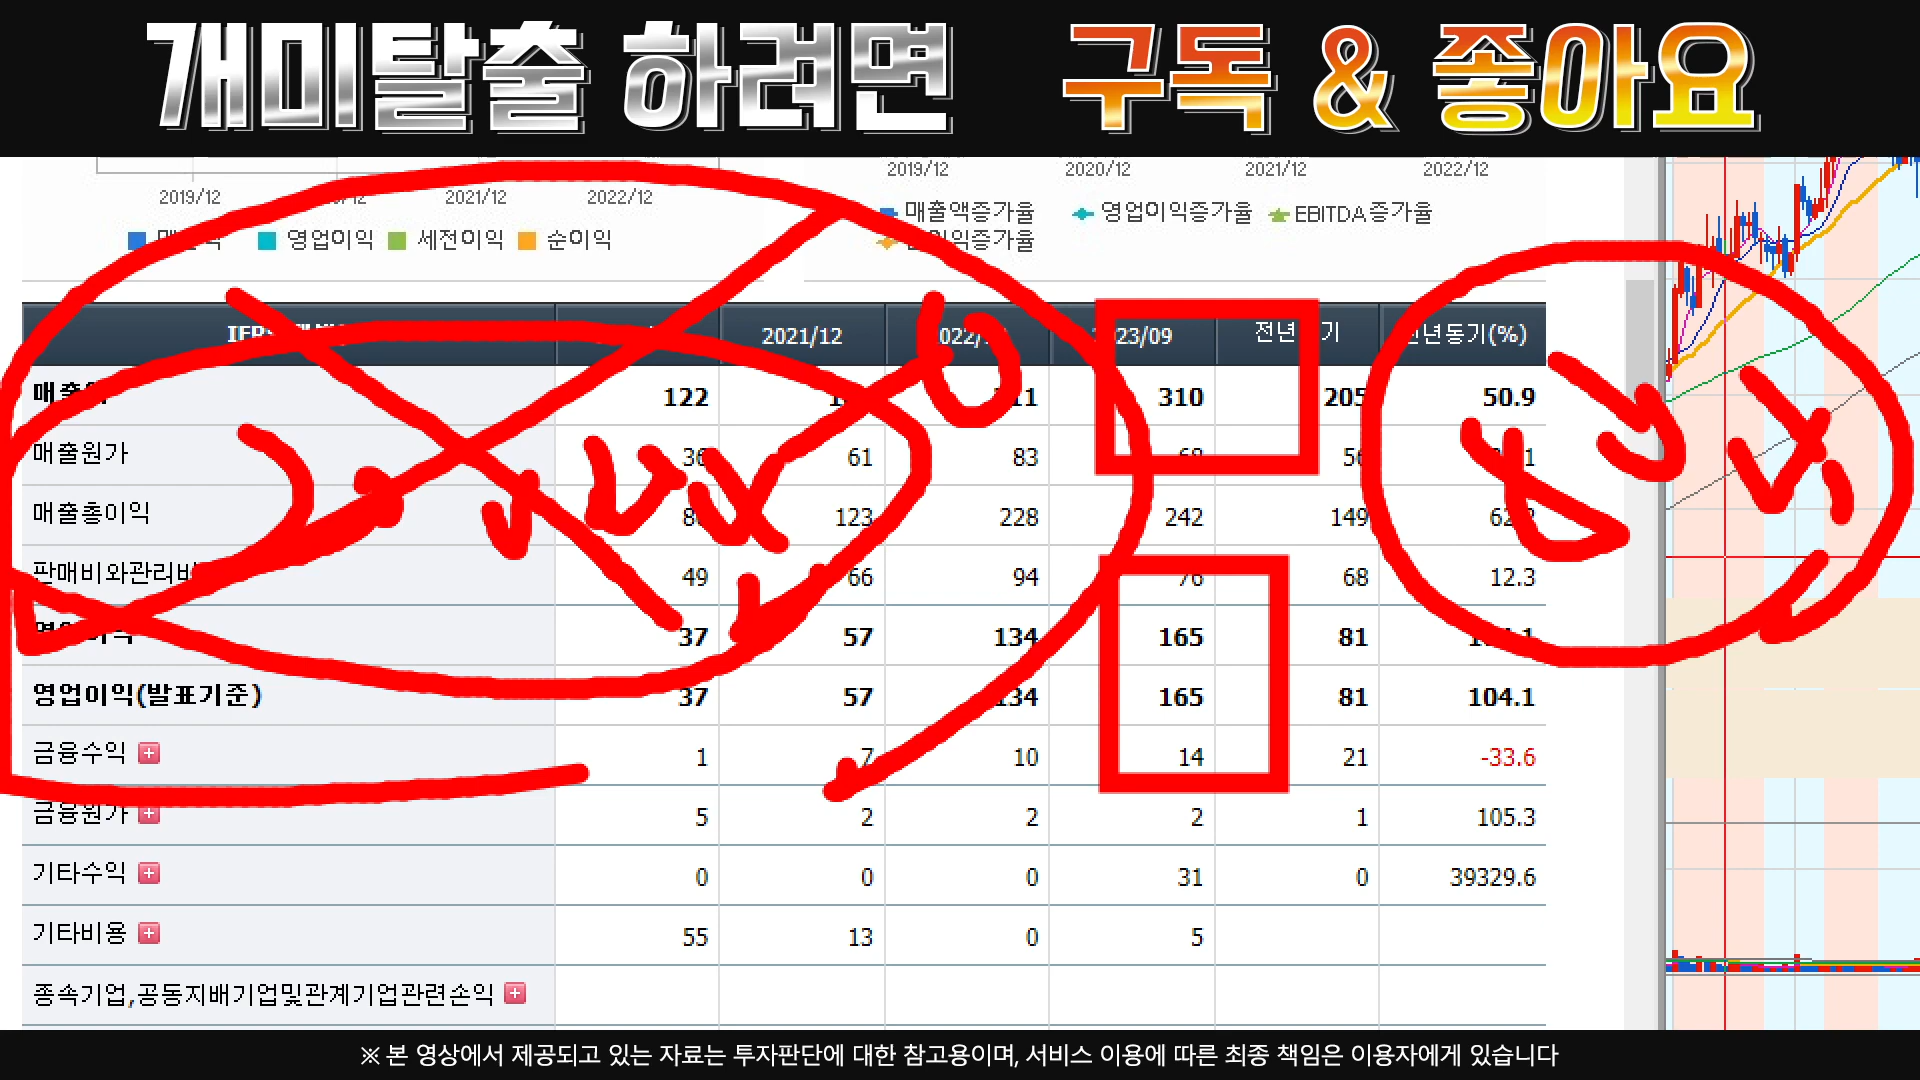 개미탈출 하려면 구독 & 좋아요
2019/12 2021/12 2022/12
영업이익 세전이익 순이익
2019/12 2020/12 2021/12 2022/12
매출액증가율 영업이익증가율 EBITDA증가율
2021/12
122 310 205 50.9
매출원가 36 61 83 68
매출총이익 123 228 242 149
판매비와관리비 49 66 94 76 68 12.3
37 57 134 165 81
영업이익(발표기준) 37 57 134 165 81 104.1
금융수익 1 7 10 14 21 -33.6
금융원가 5 2 2 2 1 105.3
기타수익 0 0 0 31 0 39329.6
기타비용 55 13 0 5
종속기업,공동지배기업및관계기업관련손익
※ 본 영상에서 제공되고 있는 자료는 투자판단에 대한 참고용이며, 서비스 이용에 따른 최종 책임은 이용자에게 있습니다